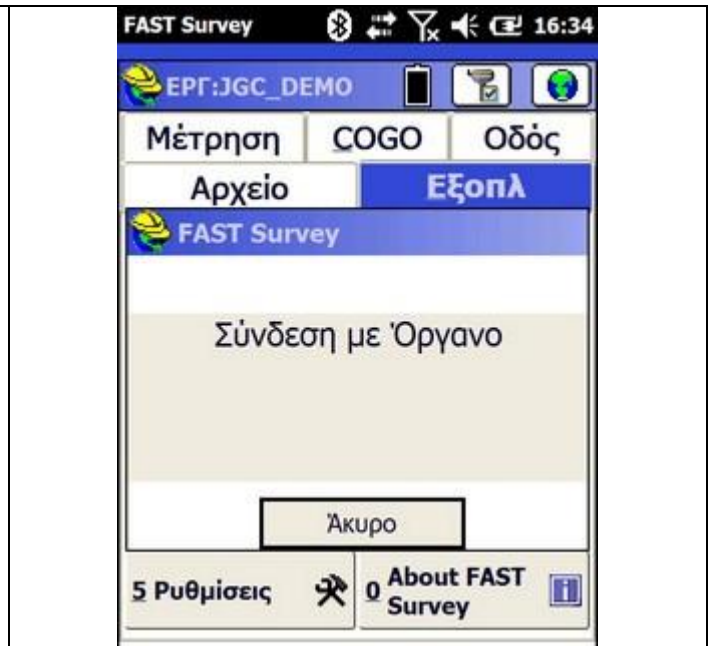 FAST Survey 16:34
ΕΡΓ:JGC_DEMO
Μέτρηση COGO Οδός
Αρχείο Εξοπλ
FAST Survey
Σύνδεση με Όργανο
Άκυρο
5 Ρυθμίσεις 0 About FAST
Survey